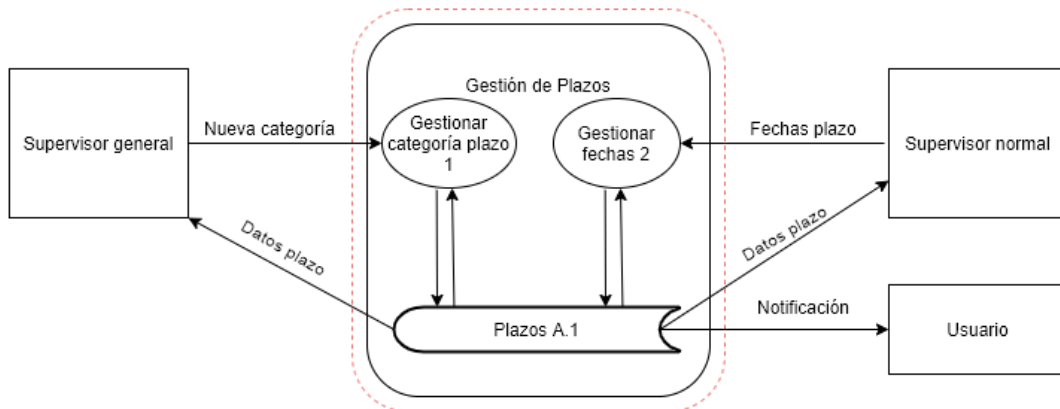 Gestión de Plazos
Supervisor general
Nueva categoría
Gestionar
categoría plazo
1
Gestionar
fechas 2
Fechas plazo
Supervisor normal
Datos plazo
Datos plazo
Plazos A.1
Notificación
Usuario